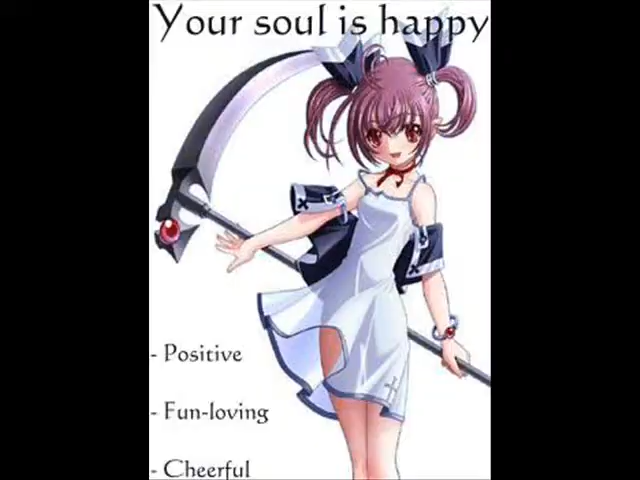 Your soul is happy
- Positive
- Fun-loving
- Cheerful